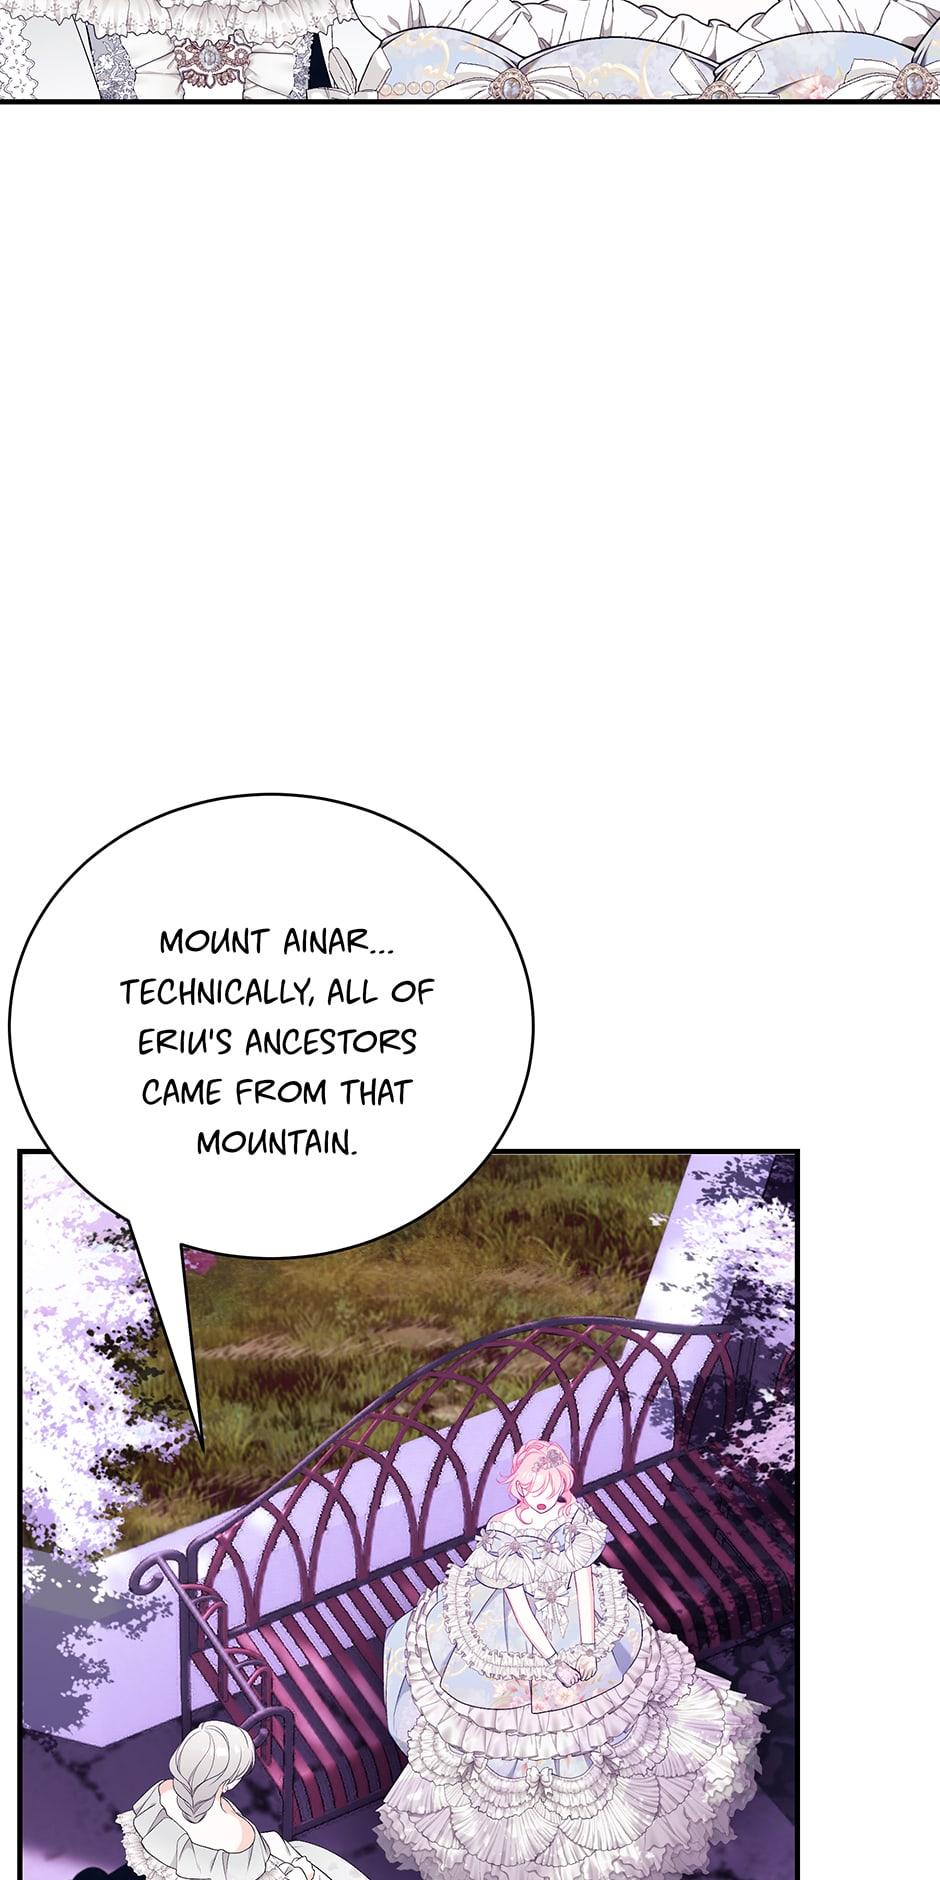 MOUNT AINAR...
TECHNICALLY, ALL OF
ERIU'S ANCESTORS
CAME FROM THAT
MOUNTAIN.